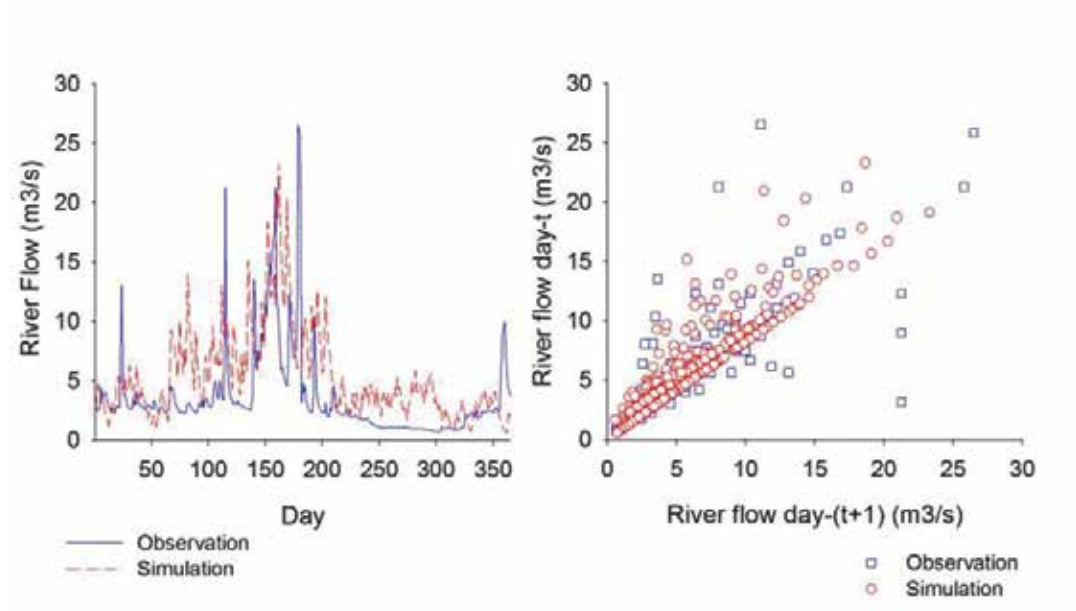 30
25
20
15
10
5
0
River Flow (m3/s)
50 100 150 200 250 300 350
Day
Observation
Simulation
30
25
20
15
10
5
0
River flow day-t (m3/s)
0 5 10 15 20 25 30
River flow day-(t+1) (m3/s)
Observation
Simulation